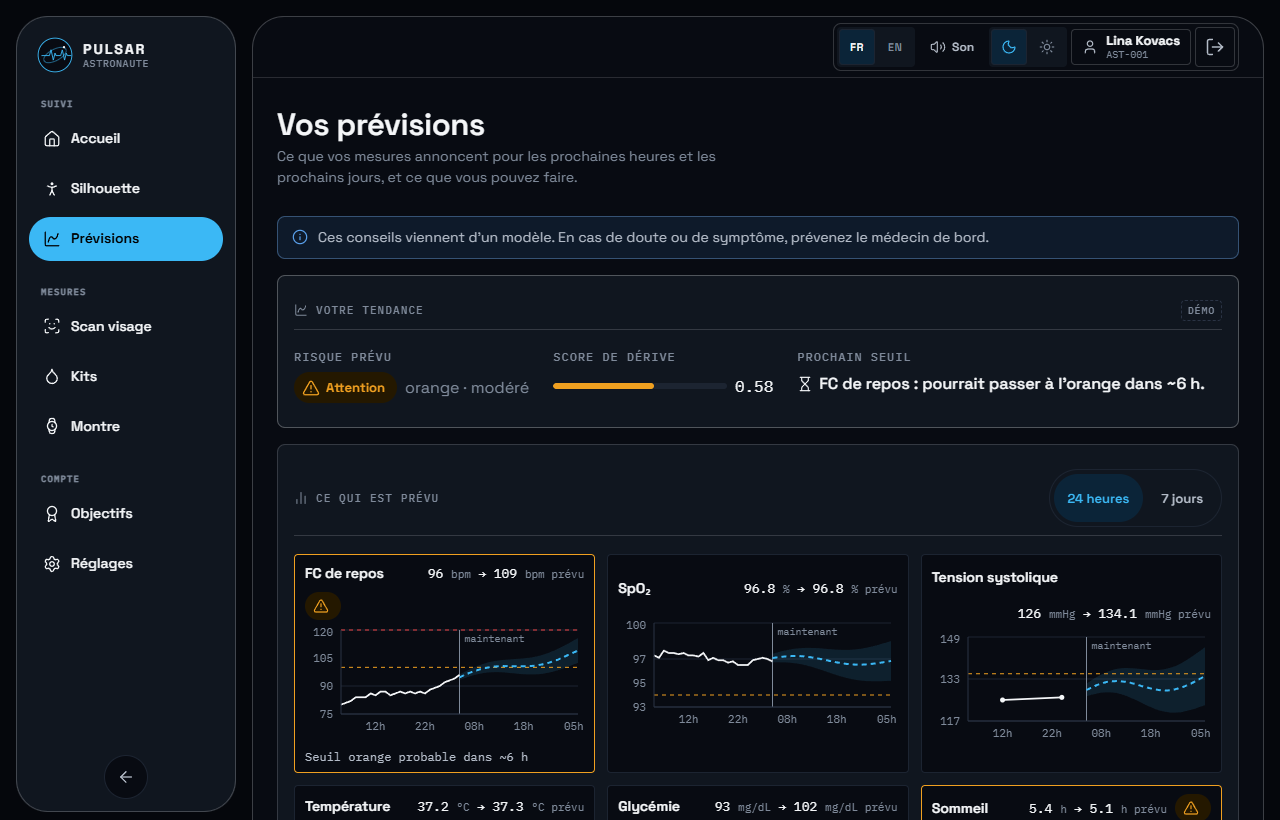 PULSAR
ASTRONAUTE
SUIVI
Accueil
Silhouette
Prévisions
MESURES
Scan visage
Kits
Montre
COMPTE
Objectifs
Réglages
FR EN Son Lina Kovacs
AST-001
Vos prévisions
Ce que vos mesures annoncent pour les prochaines heures et les
prochains jours, et ce que vous pouvez faire.
Ces conseils viennent d'un modèle. En cas de doute ou de symptôme, prévenez le médecin de bord.
VOTRE TENDANCE DÉMO
RISQUE PRÉVU
Attention orange · modéré
SCORE DE DÉRIVE
0.58
PROCHAIN SEUIL
FC de repos : pourrait passer à l'orange dans ~6 h.
CE QUI EST PRÉVU 24 heures 7 jours
FC de repos 96 bpm → 109 bpm prévu
120
105
90
75
maintenant
12h 22h 08h 18h 05h
Seuil orange probable dans ~6 h
SpO₂ 96.8 % → 96.8 % prévu
100
97
95
93
maintenant
12h 22h 08h 18h 05h
Tension systolique
126 mmHg → 134.1 mmHg prévu
149
133
117
maintenant
12h 22h 08h 18h 05h
Température 37.2 °C → 37.3 °C prévu
Glycémie 93 mg/dL → 102 mg/dL prévu
Sommeil 5.4 h → 5.1 h prévu